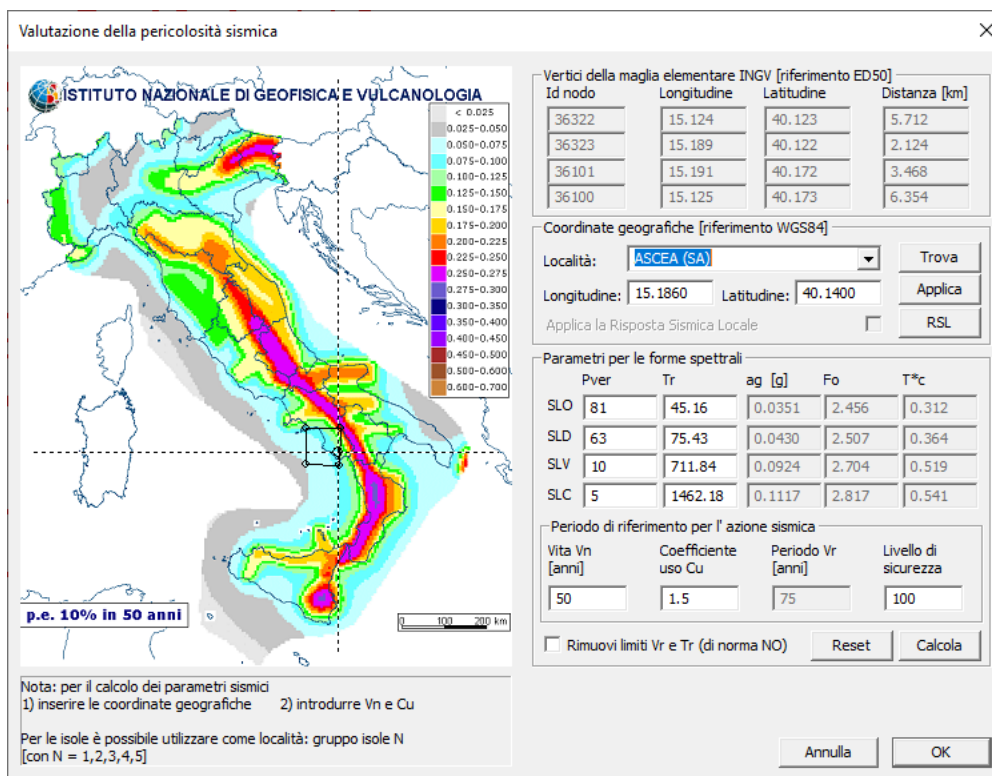 Valutazione della pericolosità sismica
ISTITUTO NAZIONALE DI GEOFISICA E VULCANOLOGIA
< 0.025
0.025-0.050
0.050-0.075
0.075-0.100
0.100-0.125
0.125-0.150
0.150-0.175
0.175-0.200
0.200-0.225
0.225-0.250
0.250-0.275
0.275-0.300
0.300-0.350
0.350-0.400
0.400-0.450
0.450-0.500
0.500-0.600
0.600-0.700
p.e. 10% in 50 anni
0 100 200 km
Nota: per il calcolo dei parametri sismici
1) inserire le coordinate geografiche 2) introdurre Vn e Cu
Per le isole è possibile utilizzare come località: gruppo isole N
[con N = 1,2,3,4,5]
Vertici della maglia elementare INGV [riferimento ED50]
Id nodo Longitudine Latitudine Distanza [km]
36322 15.124 40.123 5.712
36323 15.189 40.122 2.124
36101 15.191 40.172 3.468
36100 15.125 40.173 6.354
Coordinate geografiche [riferimento WGS84]
Località: ASCEA (SA) Trova
Longitudine: 15.1860 Latitudine: 40.1400 Applica
Applica la Risposta Sismica Locale RSL
Parametri per le forme spettrali
Pver Tr ag [g] Fo T*c
SLO 81 45.16 0.0351 2.456 0.312
SLD 63 75.43 0.0430 2.507 0.364
SLV 10 711.84 0.0924 2.704 0.519
SLC 5 1462.18 0.1117 2.817 0.541
Periodo di riferimento per l' azione sismica
Vita Vn Coefficiente Periodo Vr Livello di
[anni] uso Cu [anni] sicurezza
50 1.5 75 100
Rimuovi limiti Vr e Tr (di norma NO) Reset Calcola
Annulla OK